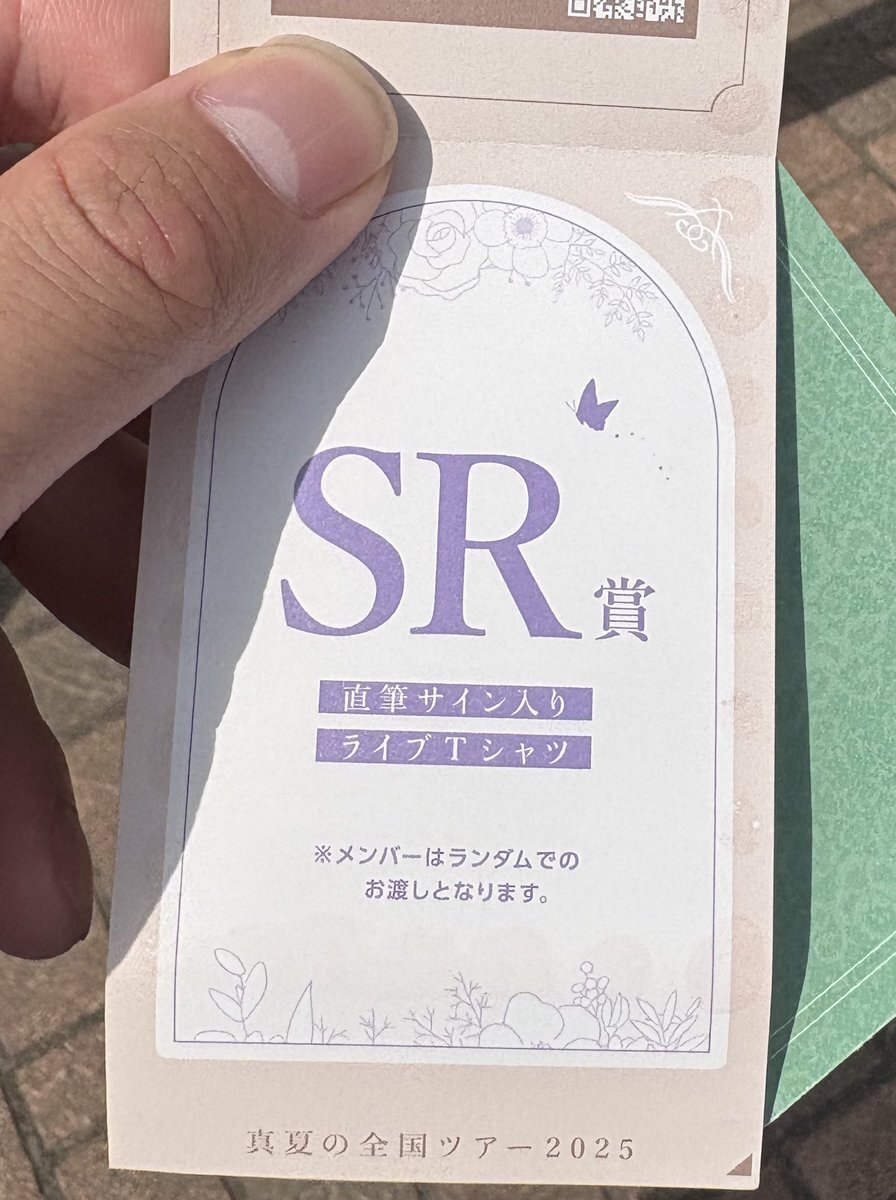 SR賞
直筆サイン入り
ライブTシャツ
※メンバーはランダムでの
お渡しとなります。
真夏の全国ツアー2025